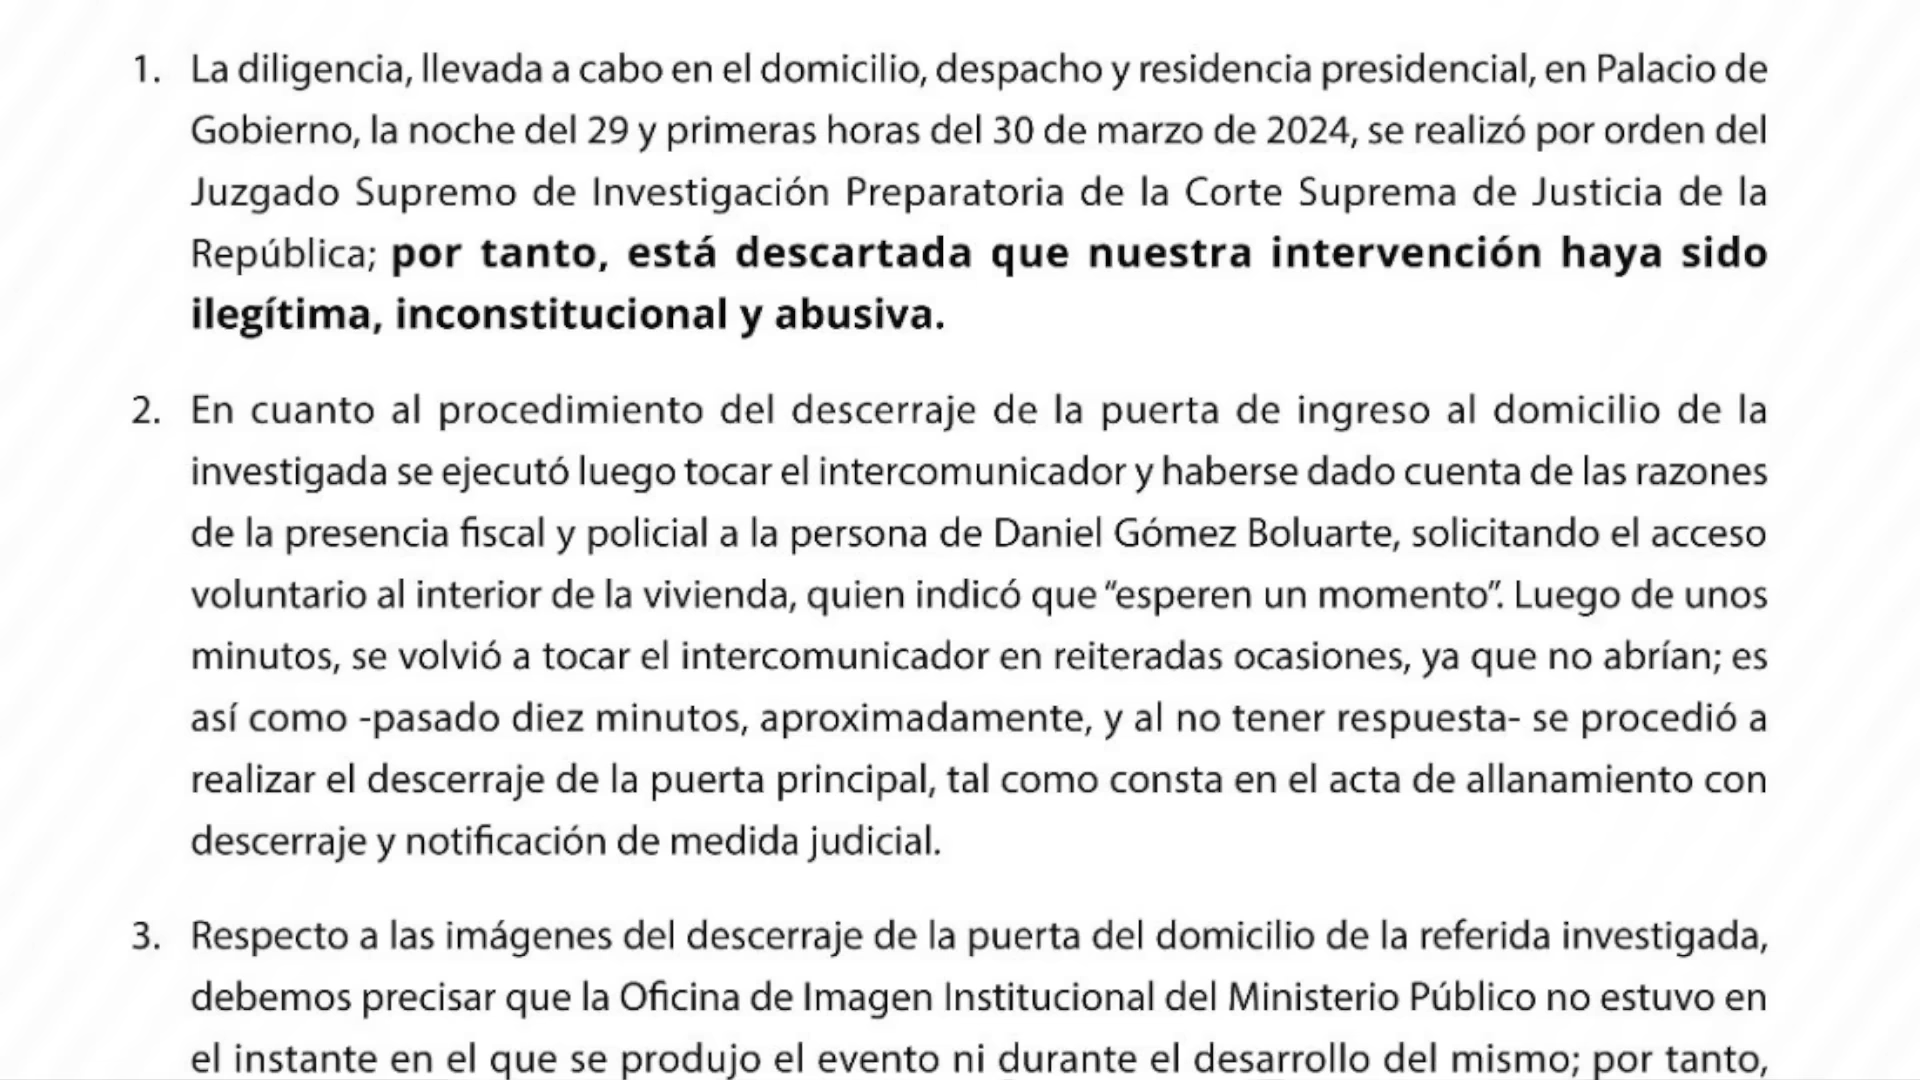 1. La diligencia, llevada a cabo en el domicilio, despacho y residencia presidencial, en Palacio de
Gobierno, la noche del 29 y primeras horas del 30 de marzo de 2024, se realizó por orden del
Juzgado Supremo de Investigación Preparatoria de la Corte Suprema de Justicia de la
República; por tanto, está descartada que nuestra intervención haya sido
ilegítima, inconstitucional y abusiva.
2. En cuanto al procedimiento del descerraje de la puerta de ingreso al domicilio de la
investigada se ejecutó luego tocar el intercomunicador y haberse dado cuenta de las razones
de la presencia fiscal y policial a la persona de Daniel Gómez Boluarte, solicitando el acceso
voluntario al interior de la vivienda, quien indicó que “esperen un momento”. Luego de unos
minutos, se volvió a tocar el intercomunicador en reiteradas ocasiones, ya que no abrían; es
así como -pasado diez minutos, aproximadamente, y al no tener respuesta- se procedió a
realizar el descerraje de la puerta principal, tal como consta en el acta de allanamiento con
descerraje y notificación de medida judicial.
3. Respecto a las imágenes del descerraje de la puerta del domicilio de la referida investigada,
debemos precisar que la Oficina de Imagen Institucional del Ministerio Público no estuvo en
el instante en el que se produjo el evento ni durante el desarrollo del mismo; por tanto,